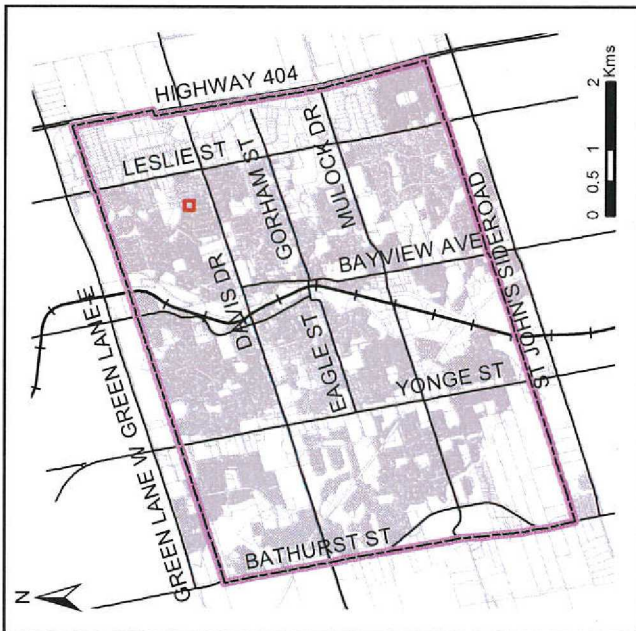 N
GREEN LANE W
GREEN LANE E
HIGHWAY 404
LESLIE ST
DAVIS DR
GORHAM ST
MULOCK DR
BAYVIEW AVE
EAGLE ST
YONGE ST
BATHURST ST
ST JOHN'S SIDEROAD
0 0.5 1 2
Kms